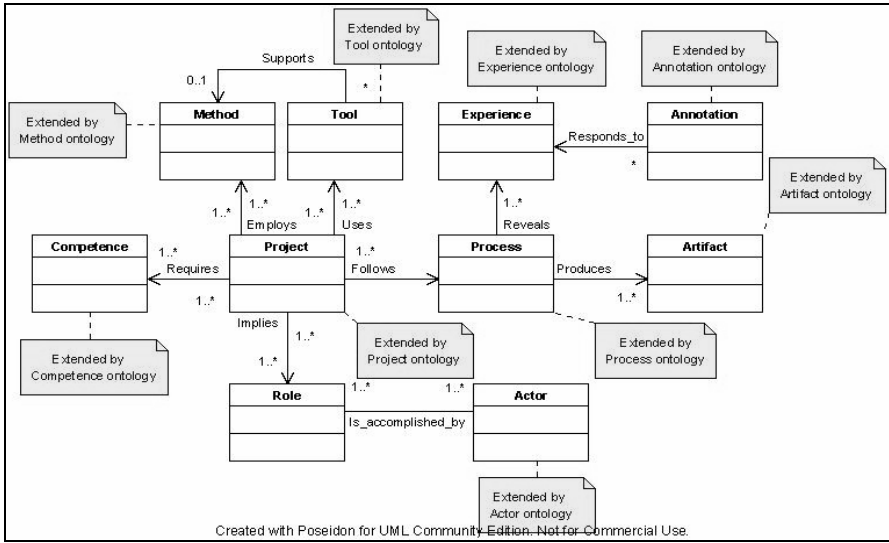 Extended by
Tool ontology
Extended by
Experience ontology
Extended by
Annotation ontology
Supports
0..1
*
Extended by
Method ontology
Method
Tool
Experience
Annotation
Responds_to
*
Extended by
Artifact ontology
1..*
1..*
1..*
1..*
1..*
Employs
Uses
Reveals
Competence
Project
Process
Artifact
1..*
1..*
Requires
Follows
Produces
1..*
1..*
Implies
1..*
1..*
Extended by
Competence ontology
Extended by
Project ontology
Extended by
Process ontology
Role
1..*
1..*
Actor
Is_accomplished_by
Extended by
Actor ontology
Created with Poseidon for UML Community Edition. Not for Commercial Use.